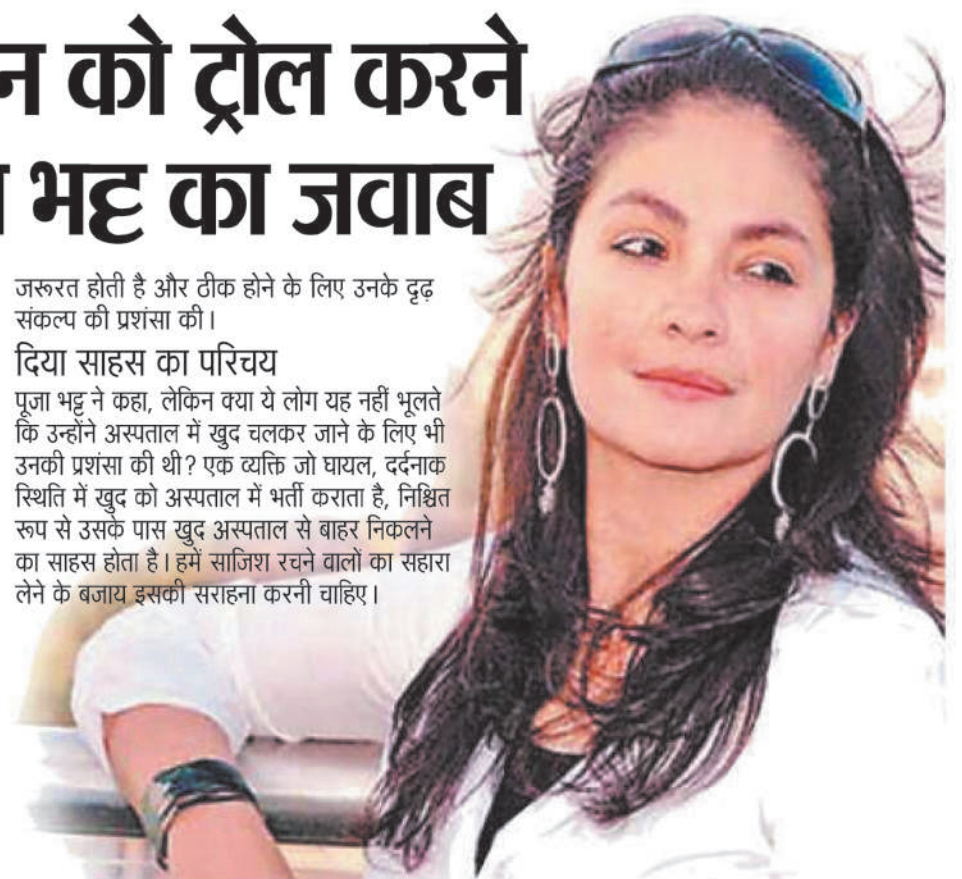 न को ट्रोल करने
भट्ट का जवाब
जरूरत होती है और ठीक होने के लिए उनके दृढ़
संकल्प की प्रशंसा की।
दिया साहस का परिचय
पूजा भट्ट ने कहा, लेकिन क्या ये लोग यह नहीं भूलते
कि उन्होंने अस्पताल में खुद चलकर जाने के लिए भी
उनकी प्रशंसा की थी? एक व्यक्ति जो घायल, दर्दनाक
स्थिति में खुद को अस्पताल में भर्ती कराता है, निश्चित
रूप से उसके पास खुद अस्पताल से बाहर निकलने
का साहस होता है। हमें साजिश रचने वालों का सहारा
लेने के बजाय इसकी सराहना करनी चाहिए।